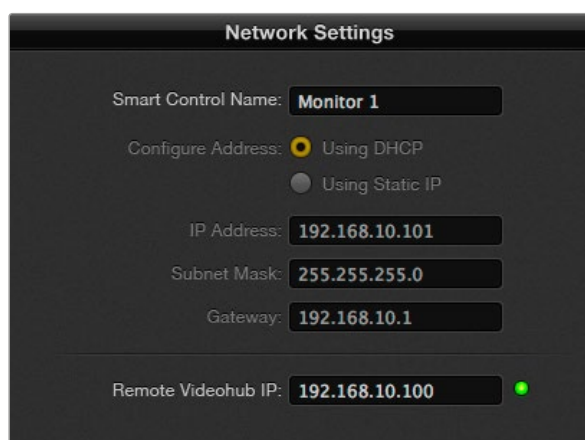 Network Settings
Smart Control Name: Monitor 1
Configure Address: Using DHCP
Using Static IP
IP Address: 192.168.10.101
Subnet Mask: 255.255.255.0
Gateway: 192.168.10.1
Remote Videohub IP: 192.168.10.100